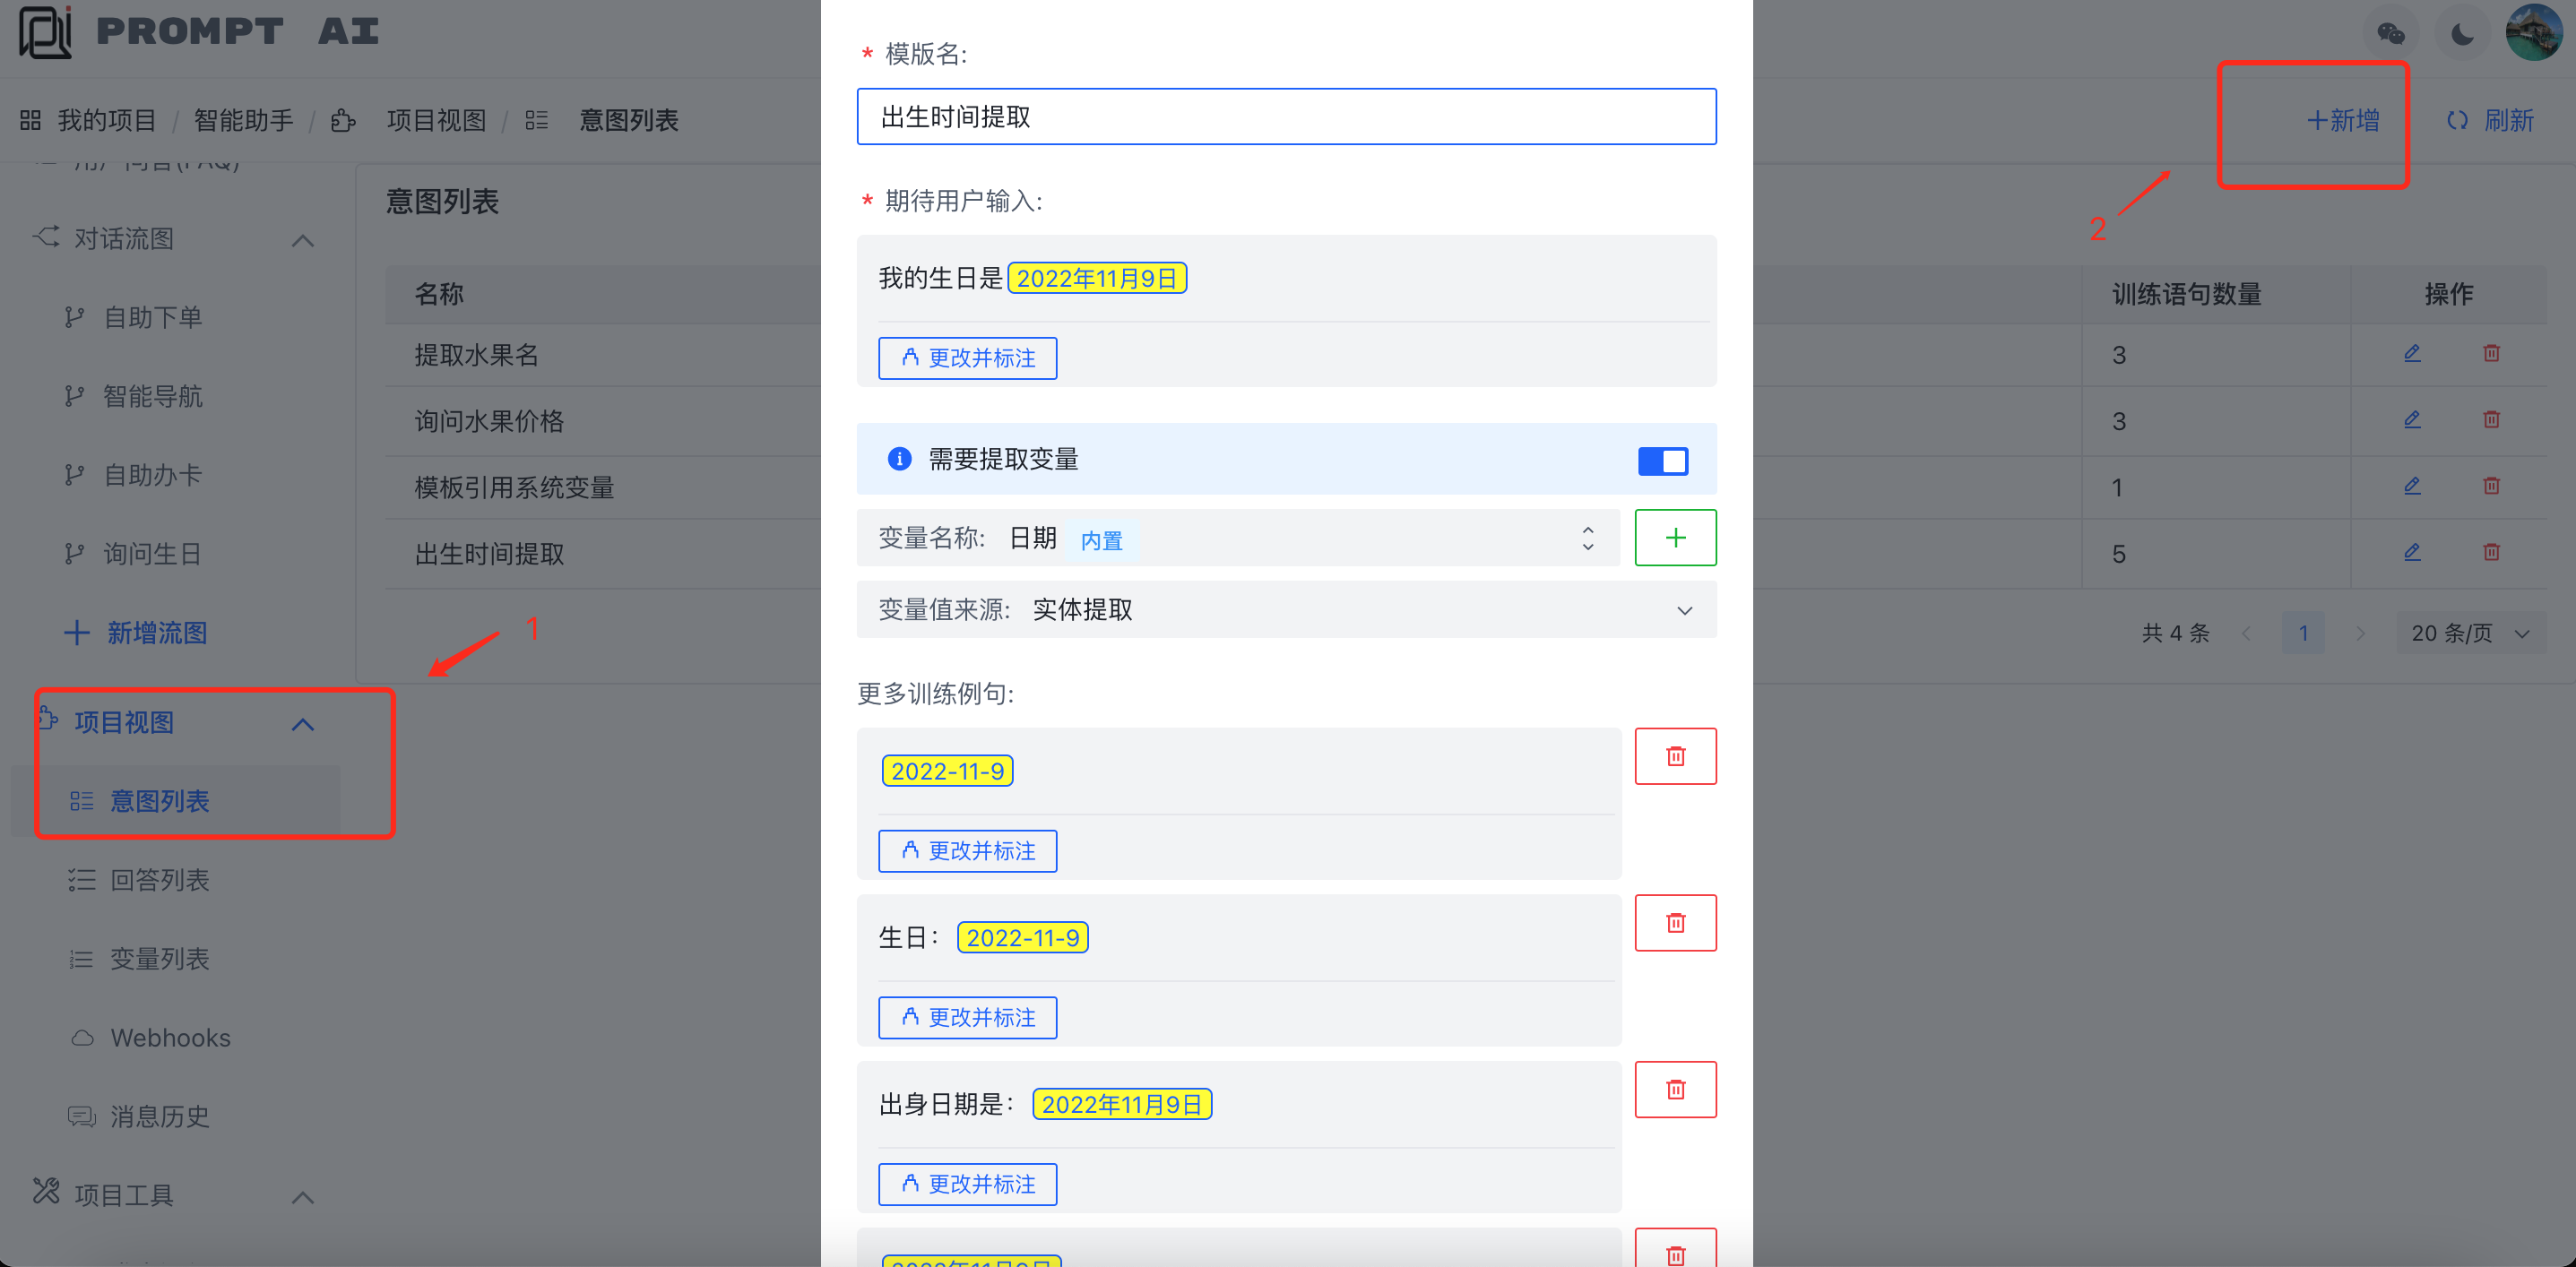 PROMPT AI
我的项目 / 智能助手 / 项目视图 / 意图列表
+新增
刷新
对话流图
自助下单
智能导航
自助办卡
询问生日
新增流图
项目视图
意图列表
回答列表
变量列表
Webhooks
消息历史
项目工具
1
2
意图列表
名称
提取水果名
询问水果价格
模板引用系统变量
出生时间提取
* 模版名:
出生时间提取
* 期待用户输入:
我的生日是 2022年11月9日
更改并标注
需要提取变量
变量名称: 日期 内置
变量值来源: 实体提取
更多训练例句:
2022-11-9
更改并标注
生日： 2022-11-9
更改并标注
出身日期是： 2022年11月9日
更改并标注
训练语句数量 操作
3
3
1
5
共 4 条 1 20 条/页